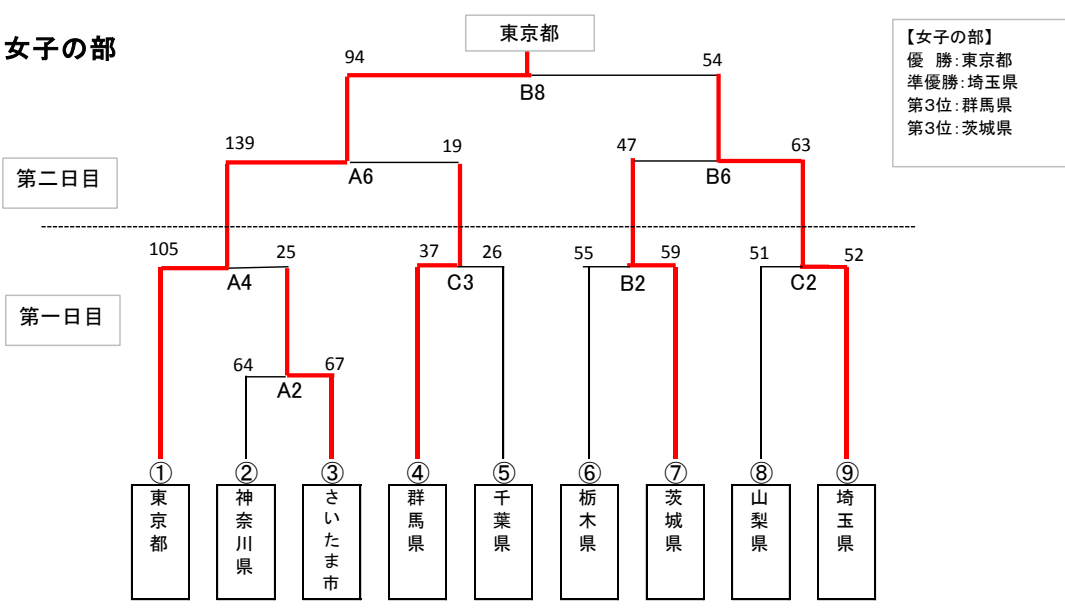 女子の部
東京都
【女子の部】
優　勝:東京都
準優勝:埼玉県
第3位:群馬県
第3位:茨城県
94
54
B8
139
19
47
63
A6
B6
第二日目
105
25
37
26
55
59
51
52
A4
C3
B2
C2
第一日目
64
67
A2
①
②
③
④
⑤
⑥
⑦
⑧
⑨
東京都
神奈川県
さいたま市
群馬県
千葉県
栃木県
茨城県
山梨県
埼玉県